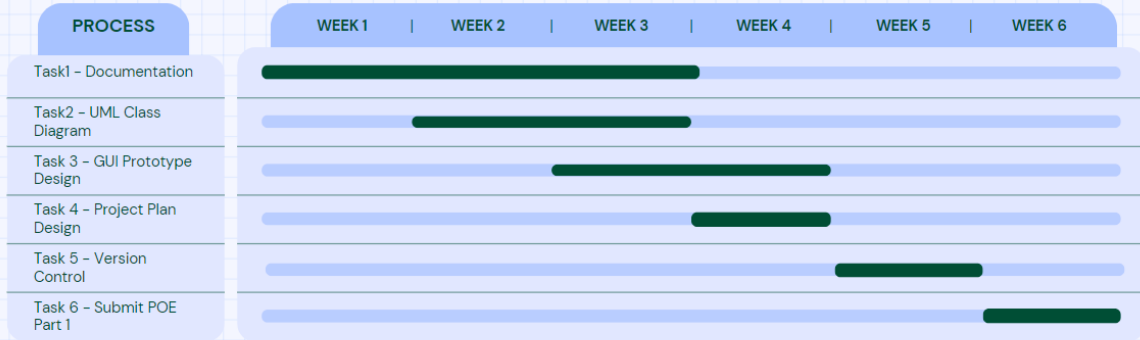 PROCESS
WEEK 1 | WEEK 2 | WEEK 3 | WEEK 4 | WEEK 5 | WEEK 6
Task1 - Documentation
Task2 - UML Class
Diagram
Task 3 - GUI Prototype
Design
Task 4 - Project Plan
Design
Task 5 - Version
Control
Task 6 - Submit POE
Part 1